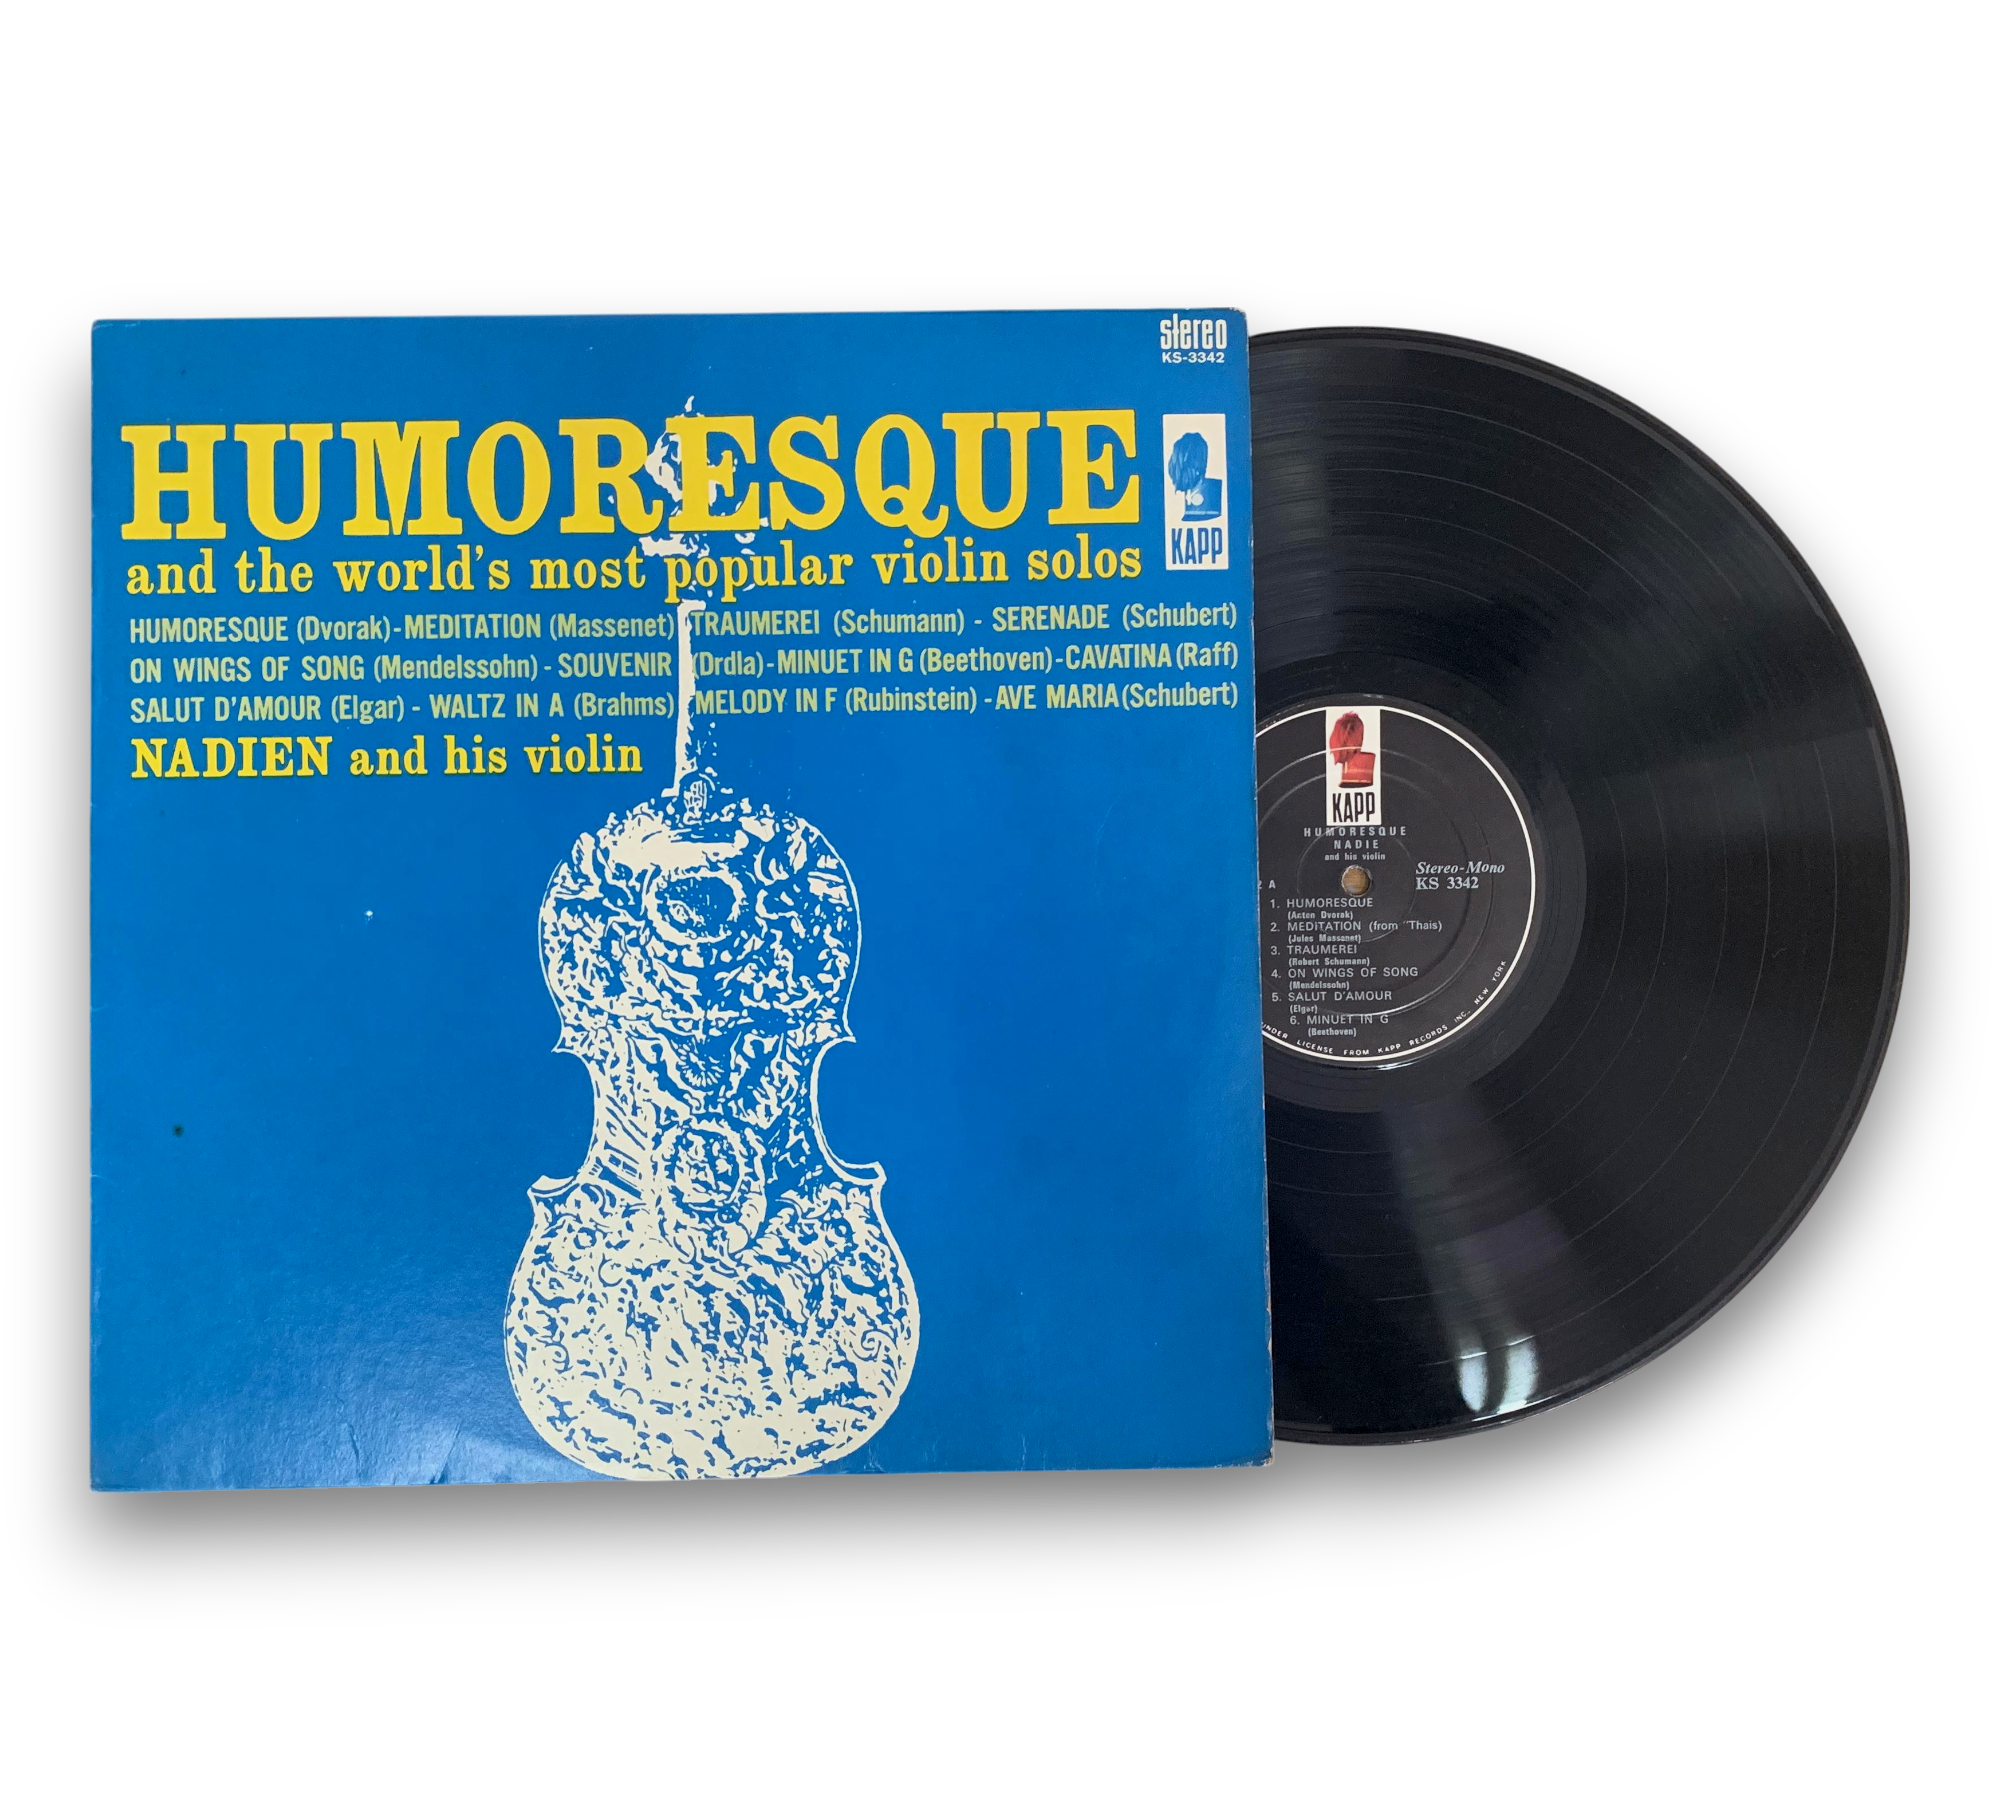 stereo
KS-3342
HUMORESQUE
KAPP
and the world's most popular violin solos
HUMORESQUE (Dvorak)-MEDITATION (Massenet) TRAUMEREI (Schumann) - SERENADE (Schubert)
ON WINGS OF SONG (Mendelssohn) - SOUVENIR (Drdla)-MINUET IN G (Beethoven)-CAVATINA (Raff)
SALUT D'AMOUR (Elgar) - WALTZ IN A (Brahms) MELODY IN F (Rubinstein) -AVE MARIA (Schubert)
NADIEN and his violin
KAPP
HUMORESQUE
NADIE
and his violin
Stereo-Mono
KS 3342
A
1. HUMORESQUE
(Anton Dvorak)
2. MEDITATION (from "Thais)
(Jules Massanet)
3. TRAUMEREI
(Robert Schumann)
4. ON WINGS OF SONG
(Mendelssohn)
5. SALUT D'AMOUR
(Elgar)
6. MINUET IN G
(Beethoven)
UNDER LICENSE FROM KAPP RECORDS INC. NEW YORK